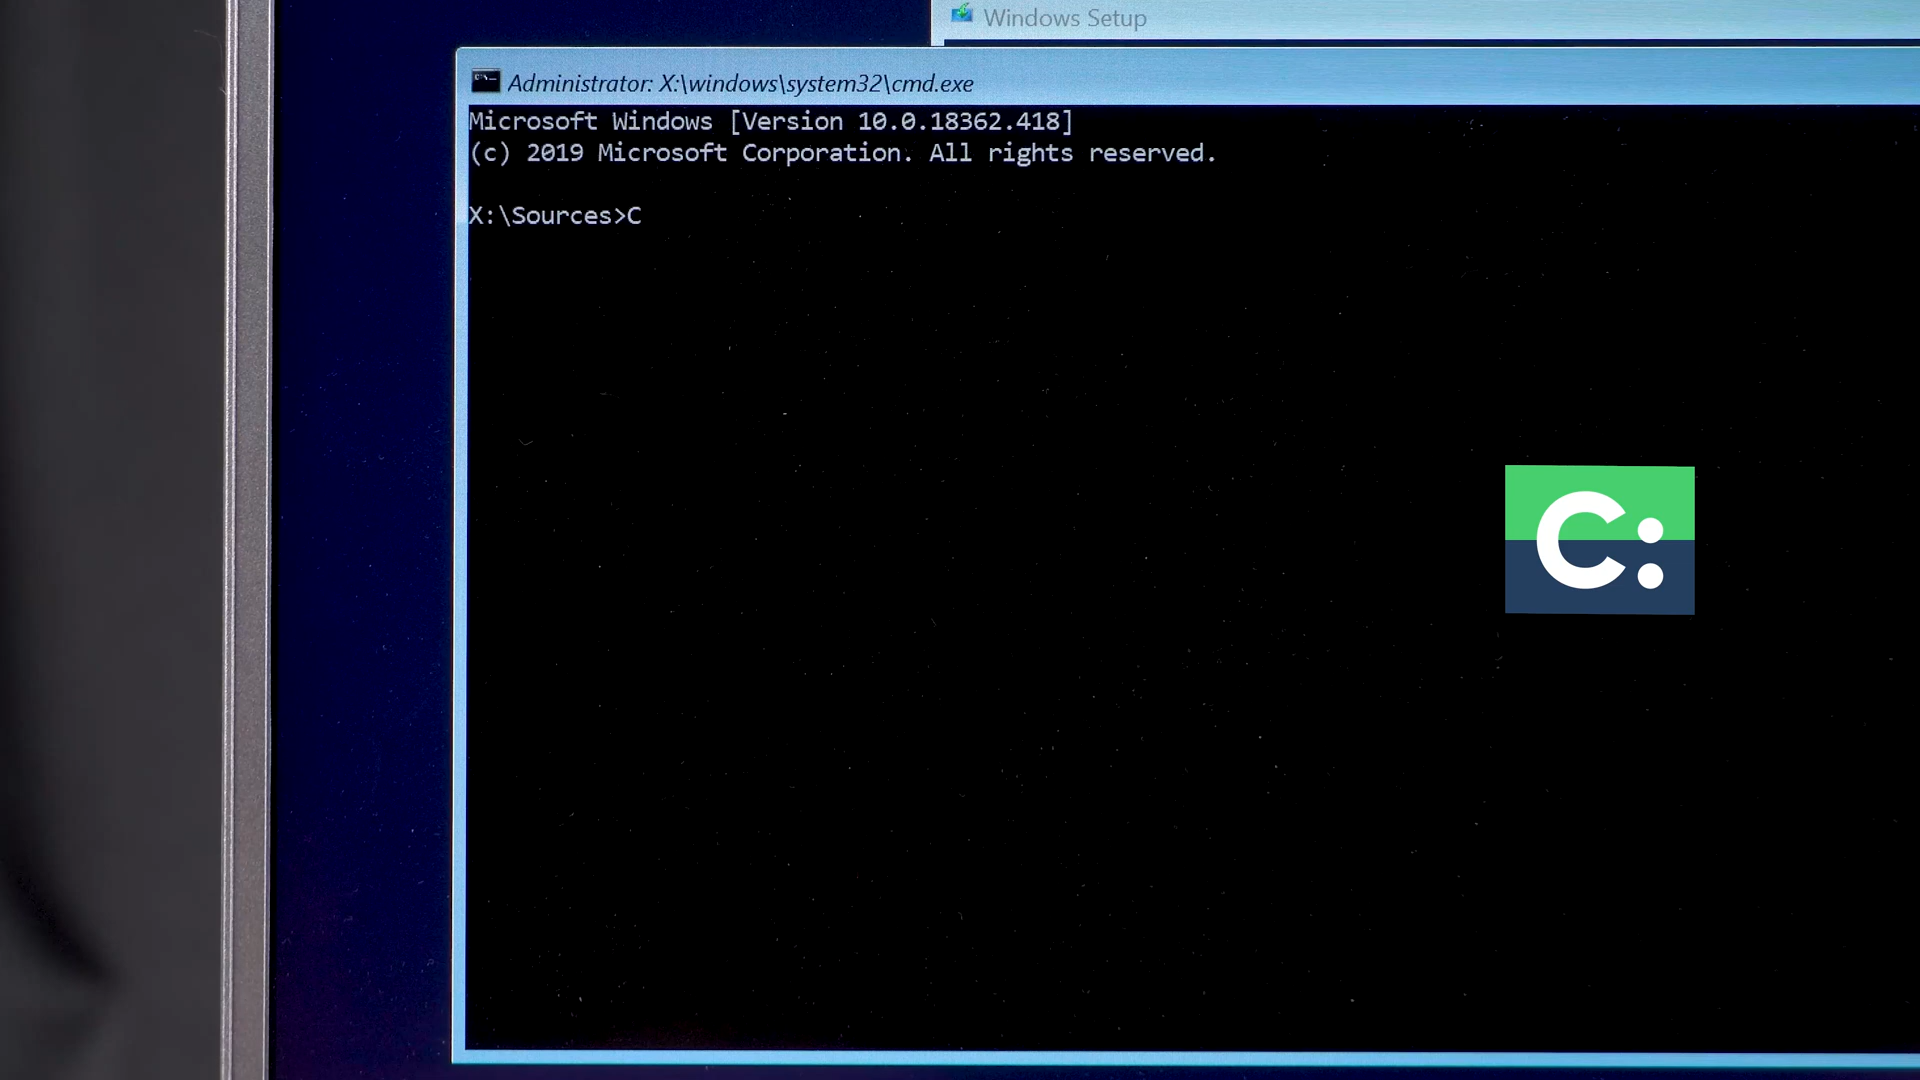 Windows Setup
Administrator: X:\windows\system32\cmd.exe
Microsoft Windows [Version 10.0.18362.418]
(c) 2019 Microsoft Corporation. All rights reserved.
X:\Sources>C
C: